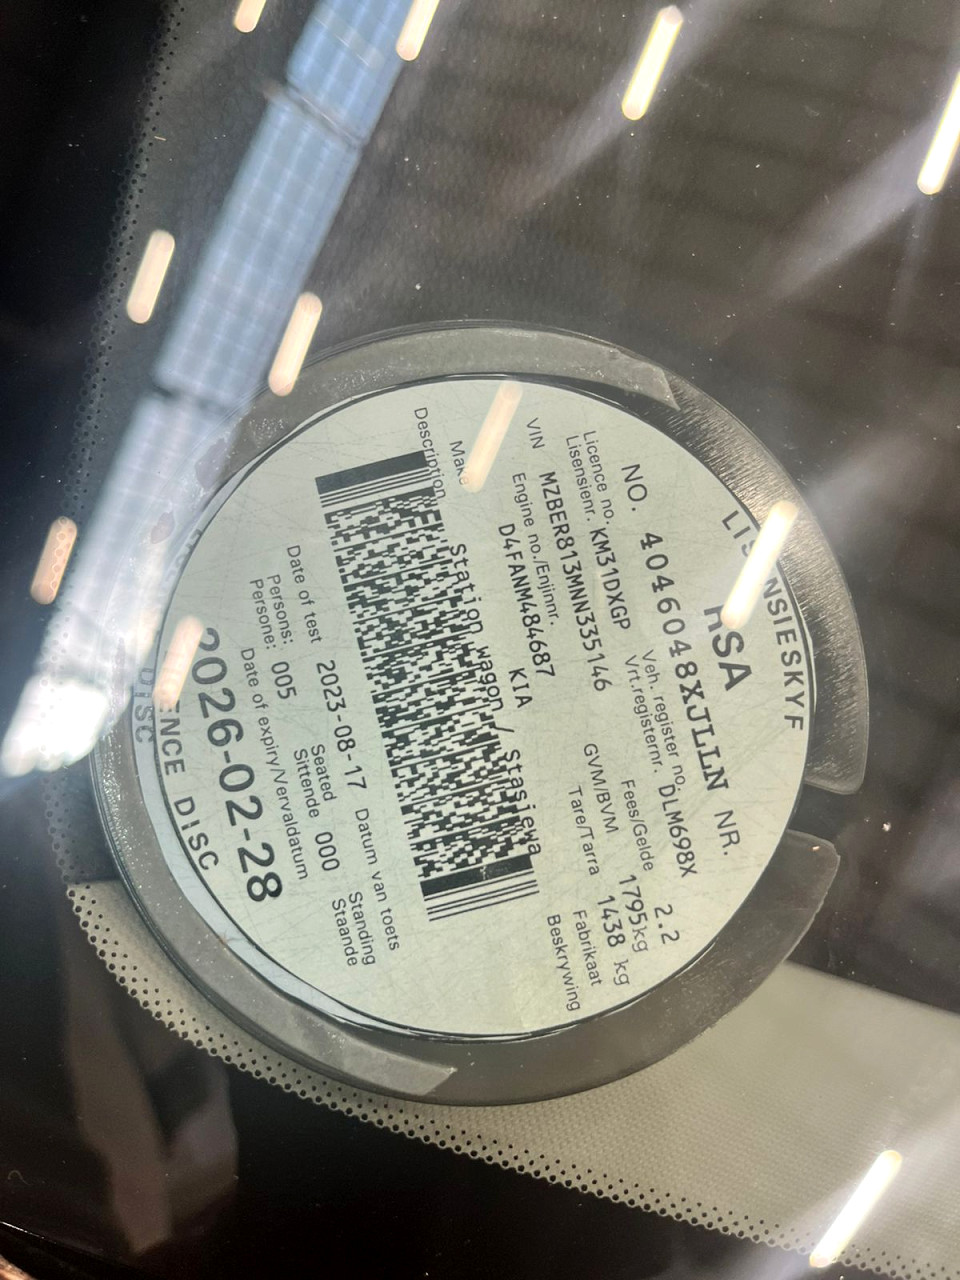 RSA
NO. 4046048XJLLN NR.
Licence no. Veh. register no.
Lisensienr. KM31DXGP Vrt.registernr. DLM698X
VIN MZBER813MNN335146 Fees/Gelde 2.2
Engine no./Enjinnr. GVM/BVM 1795kg
D4FANM484687 Tare/Tarra 1438 kg
Make KIA Fabrikaat
Description Station wagon / Stasiewa Beskrywing
Date of test 2023-08-17 Datum van toets
Persons: Seated Standing
Persone: 005 Sittende 000 Staande
Date of expiry/Vervaldatum
2026-02-28
DISC